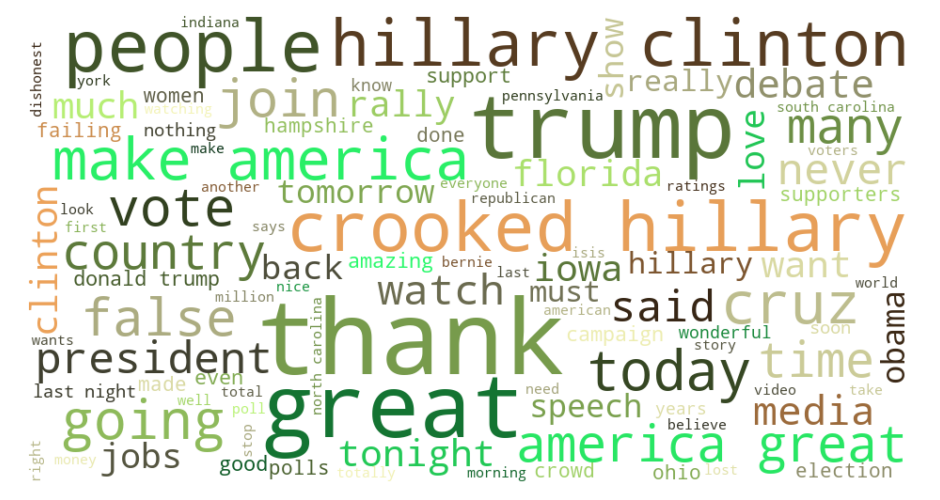 indiana
people hillary clinton
dishonest
york
show
know
support
really
debate
much
women
join
rally
pennsylvania
south carolina
watching
failing
nothing
hampshire
done
trump
love
many
make
voters
make america
florida
never
another
tomorrow
everyone
ratings
supporters
republican
clinton
look
vote
first
says
crooked hillary
country
back
amazing
bernie
isis
last
iowa
hillary
want
donald trump
nice
watch
must
american
world
million
north carolina
false
thank
said
cruz
obama
campaign
wonderful
soon
wants
president
story
today
time
last night
made
even
total
need
video
take
well
poll
great
going
speech
years
media
believe
stop
right
jobs
good
polls
tonight
america great
money
totally
morning
crowd
ohio
lost
election